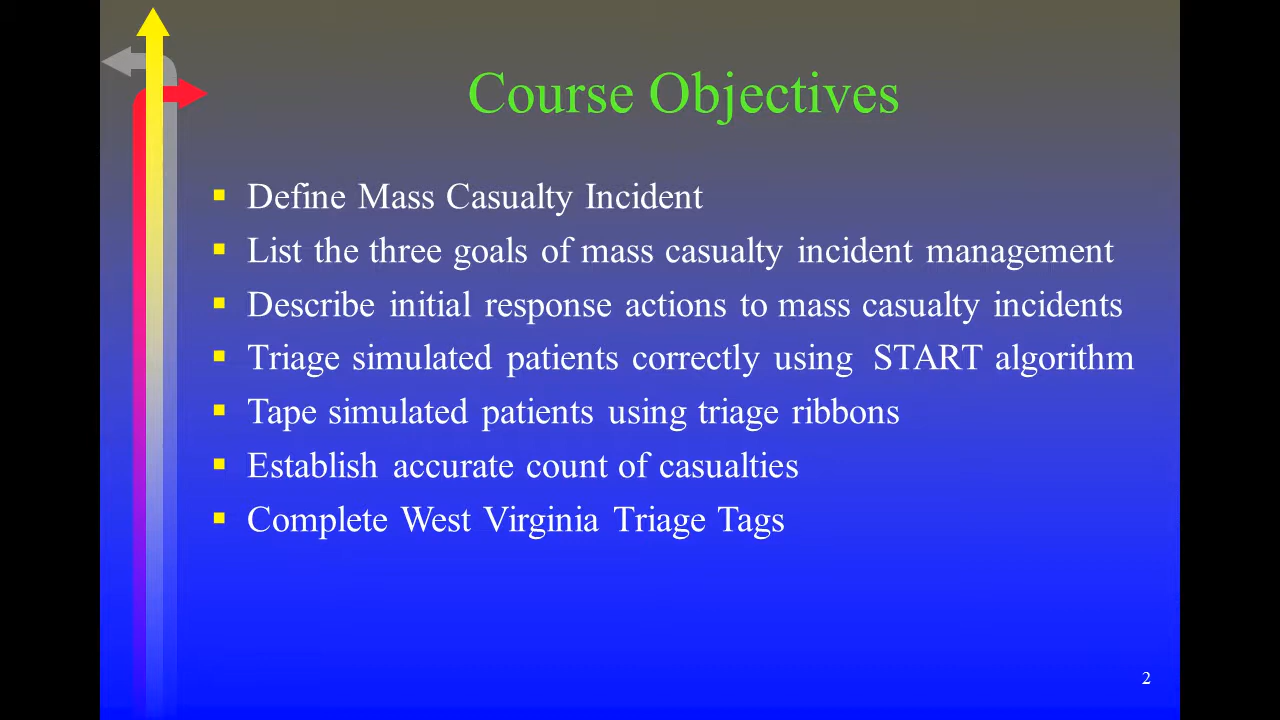 Course Objectives
Define Mass Casualty Incident
List the three goals of mass casualty incident management
Describe initial response actions to mass casualty incidents
Triage simulated patients correctly using START algorithm
Tape simulated patients using triage ribbons
Establish accurate count of casualties
Complete West Virginia Triage Tags
2